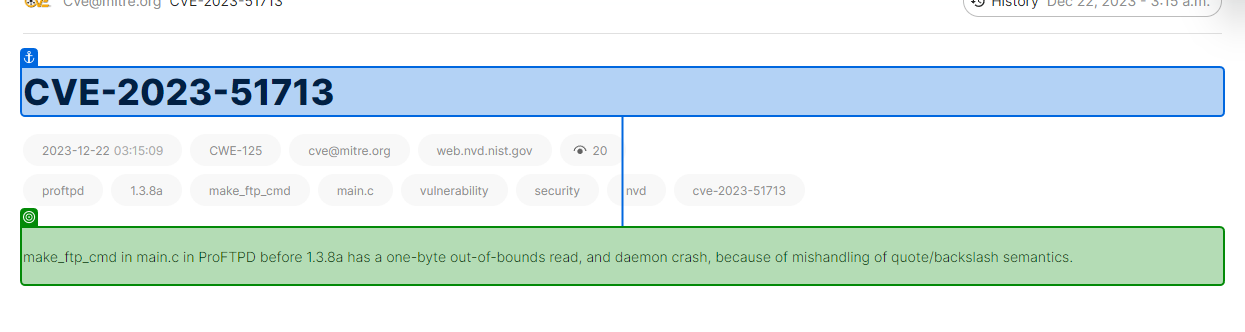 cve@mitre.org CVE-2023-51713 History Dec 22, 2023 - 3:15 a.m.
CVE-2023-51713
2023-12-22 03:15:09 CWE-125 cve@mitre.org web.nvd.nist.gov 20
proftpd 1.3.8a make_ftp_cmd main.c vulnerability security nvd cve-2023-51713
make_ftp_cmd in main.c in ProFTPD before 1.3.8a has a one-byte out-of-bounds read, and daemon crash, because of mishandling of quote/backslash semantics.